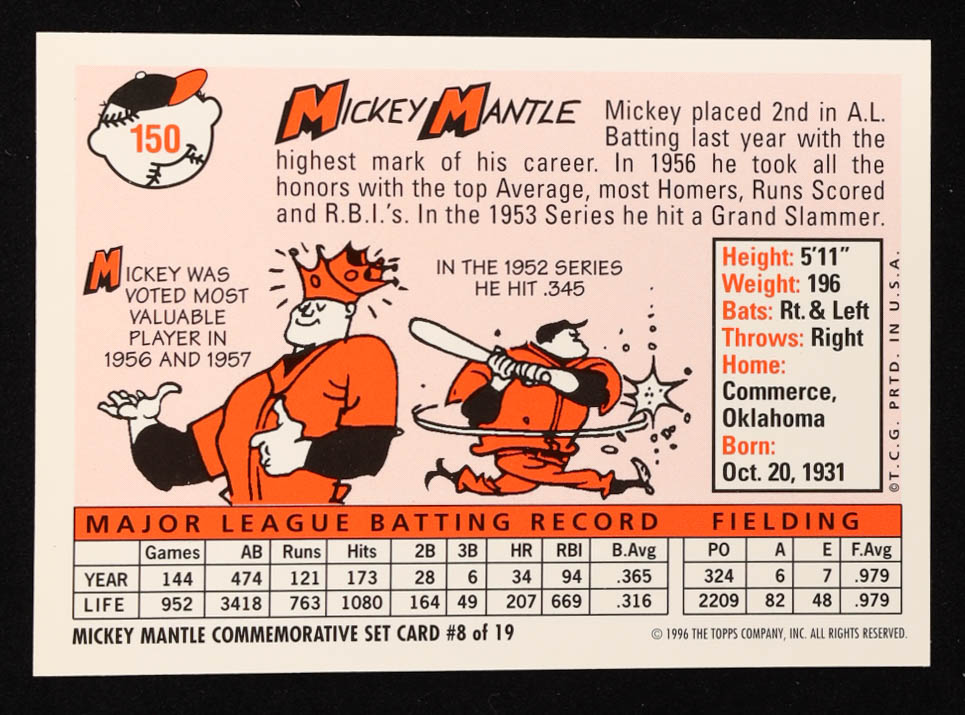 150
MICKEY MANTLE
Mickey placed 2nd in A.L.
Batting last year with the
highest mark of his career. In 1956 he took all the
honors with the top Average, most Homers, Runs Scored
and R.B.I.'s. In the 1953 Series he hit a Grand Slammer.
MICKEY WAS
VOTED MOST
VALUABLE
PLAYER IN
1956 AND 1957
IN THE 1952 SERIES
HE HIT .345
Height: 5'11"
Weight: 196
Bats: Rt. & Left
Throws: Right
Home:
Commerce,
Oklahoma
Born:
Oct. 20, 1931
© T.C.G. PRTD. IN U.S.A.
MAJOR LEAGUE BATTING RECORD FIELDING
Games AB Runs Hits 2B 3B HR RBI B.Avg PO A E F.Avg
YEAR 144 474 121 173 28 6 34 94 .365 324 6 7 .979
LIFE 952 3418 763 1080 164 49 207 669 .316 2209 82 48 .979
MICKEY MANTLE COMMEMORATIVE SET CARD #8 of 19
© 1996 THE TOPPS COMPANY, INC. ALL RIGHTS RESERVED.